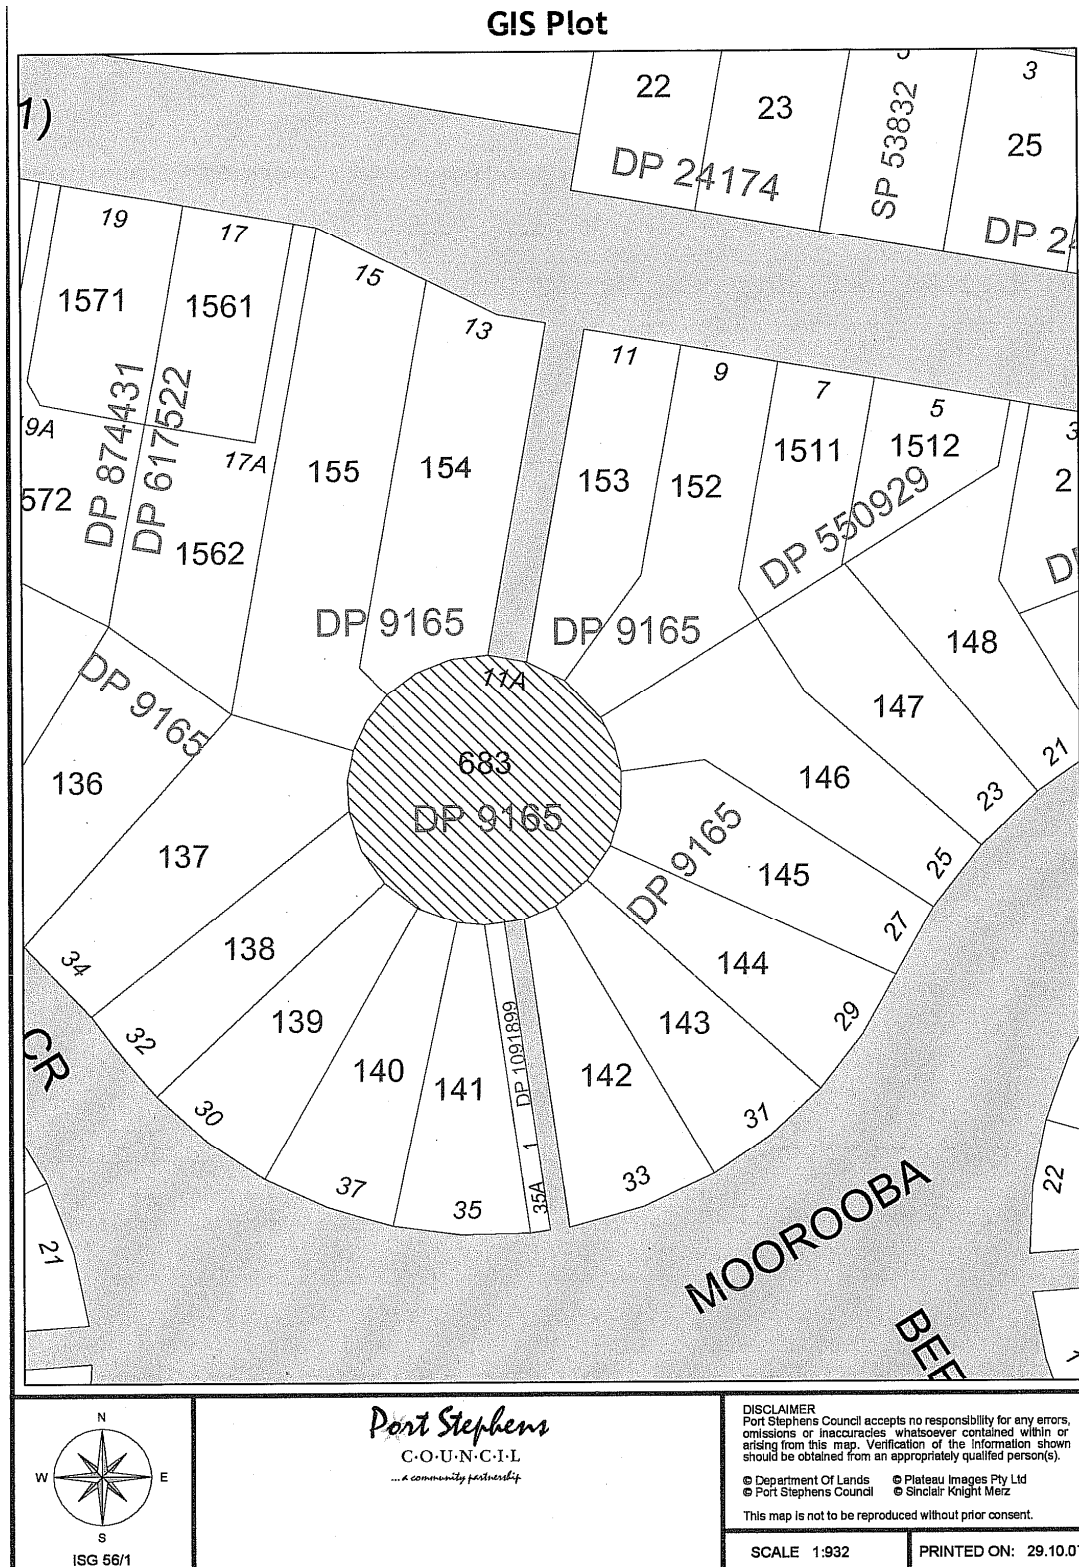 GIS Plot
1)
22
23
SP 53832
3
25
DP 24174
DP 24
19
17
15
13
1571
1561
11
9
7
5
3
9A
DP 874431
DP 617522
17A
155
154
153
152
1511
1512
2
572
1562
DP 550929
DP 9165
DP 9165
148
DP 9165
11A
147
136
683
146
21
23
DP 9165
137
DP 9165
145
25
27
34
138
144
29
32
139
DP 1091899
143
CR
30
140
141
142
31
1
37
35
35A
33
22
21
MOOROOBA
BEE
N
W
E
S
ISG 56/1
Port Stephens
C·O·U·N·C·I·L
...a community partnership
DISCLAIMER
Port Stephens Council accepts no responsibility for any errors,
omissions or inaccuracies whatsoever contained within or
arising from this map. Verification of the information shown
should be obtained from an appropriately qualifed person(s).
© Department Of Lands © Plateau Images Pty Ltd
© Port Stephens Council © Sinclair Knight Merz
This map is not to be reproduced without prior consent.
SCALE 1:932
PRINTED ON: 29.10.07